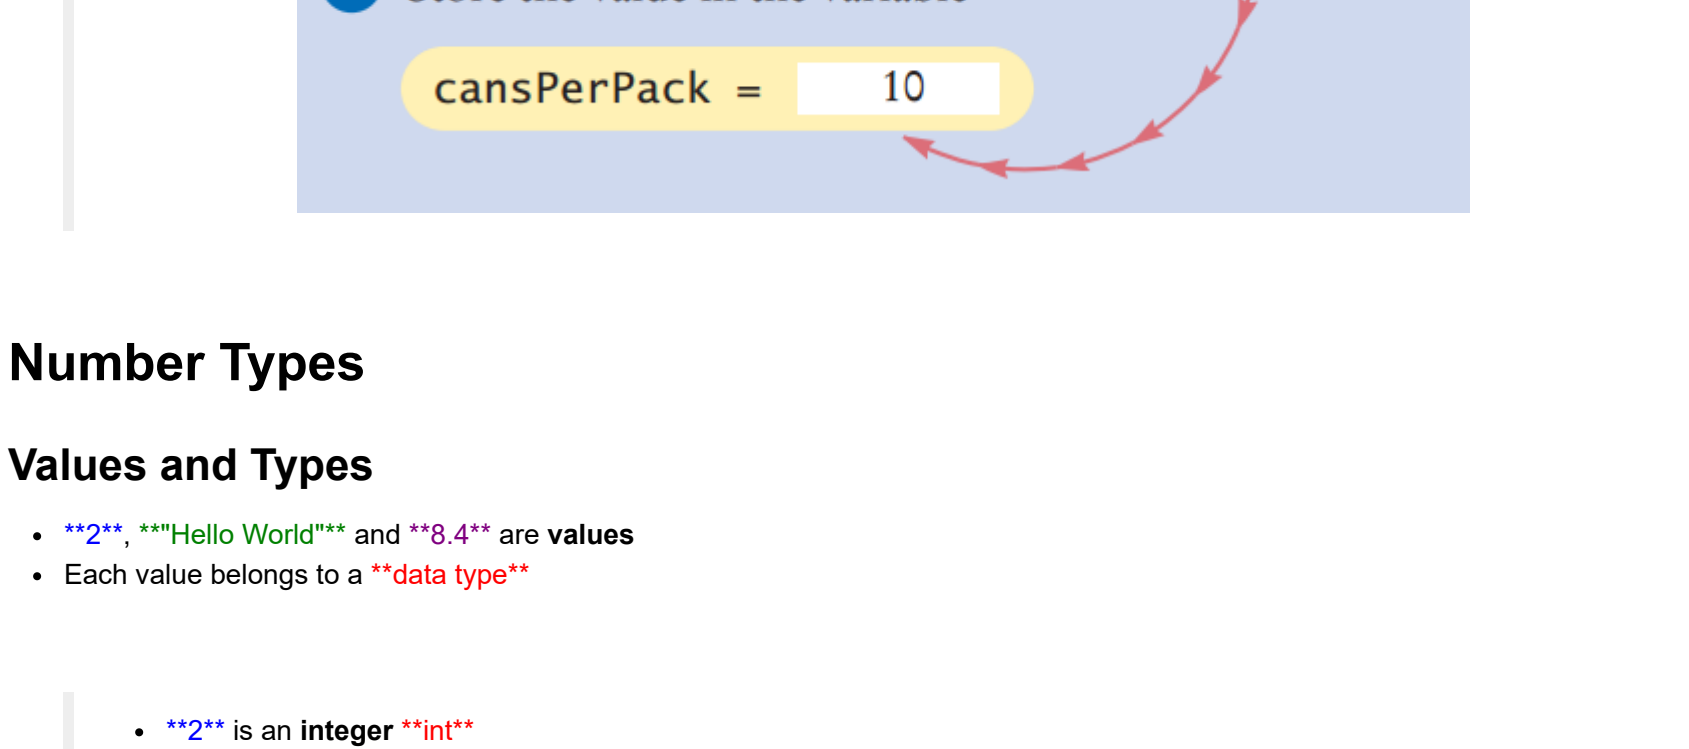 cansPerPack = 10
Number Types
Values and Types
**2**, **"Hello World"** and **8.4** are values
Each value belongs to a **data type**
**2** is an integer **int**